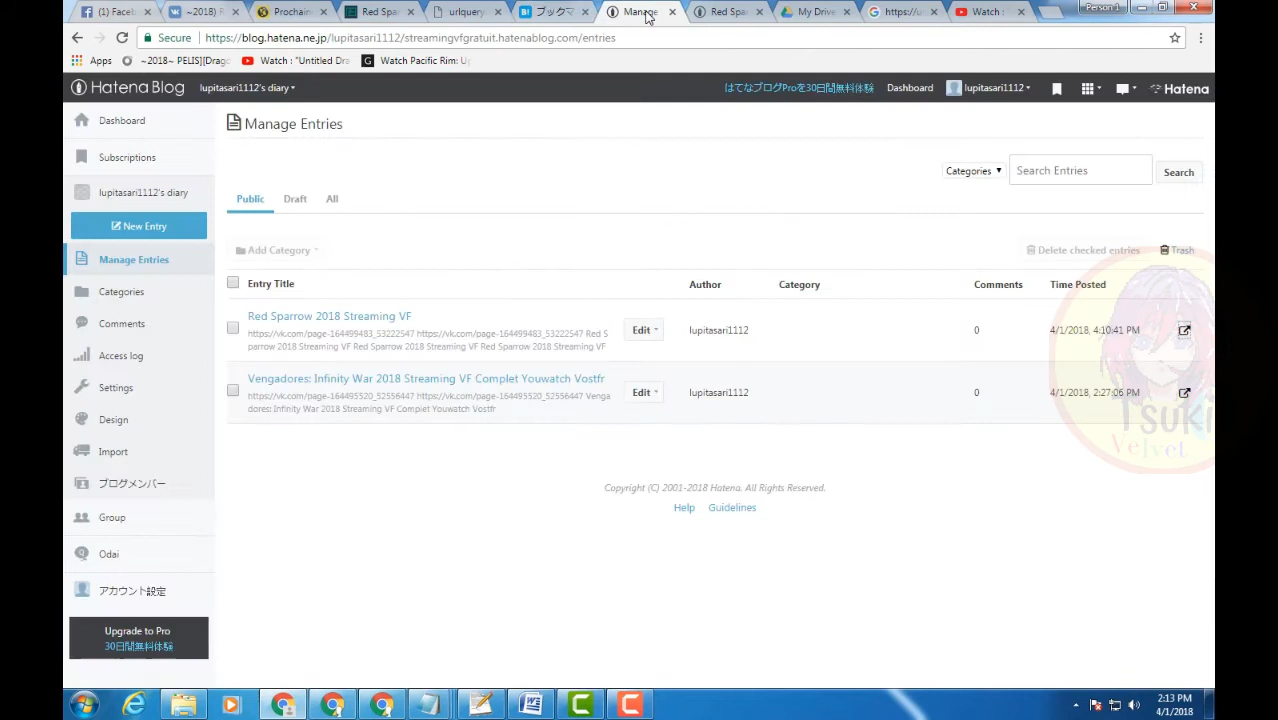 (1) Faceb
~2018) R
Prochain
Red Spa
urlquery
ブックマ
Manage
Red Spa
My Drive
https://u
Watch :
Person 1
Secure https://blog.hatena.ne.jp/lupitasari1112/streamingvfgratuit.hatenablog.com/entries
Apps ~2018~ PELIS][Drago Watch : "Untitled Dra G Watch Pacific Rim: Up
Hatena Blog lupitasari1112's diary はてなブログProを30日間無料体験 Dashboard lupitasari1112 Hatena
Dashboard
Subscriptions
lupitasari1112's diary
New Entry
Manage Entries
Categories
Comments
Access log
Settings
Design
Import
ブログメンバー
Group
Odai
アカウント設定
Upgrade to Pro
30日間無料体験
Manage Entries
Categories Search Entries Search
Public Draft All
Add Category Delete checked entries Trash
Entry Title Author Category Comments Time Posted
Red Sparrow 2018 Streaming VF
https://vk.com/page-164499483_53222547 https://vk.com/page-164499483_53222547 Red S
parrow 2018 Streaming VF Red Sparrow 2018 Streaming VF Red Sparrow 2018 Streaming VF
Edit lupitasari1112 0 4/1/2018, 4:10:41 PM
Vengadores: Infinity War 2018 Streaming VF Complet Youwatch Vostfr
https://vk.com/page-164495520_52556447 https://vk.com/page-164495520_52556447 Venga
dores: Infinity War 2018 Streaming VF Complet Youwatch Vostfr
Edit lupitasari1112 0 4/1/2018, 2:27:06 PM
Tsuki
Velvet
Copyright (C) 2001-2018 Hatena. All Rights Reserved.
Help Guidelines
2:13 PM
4/1/2018